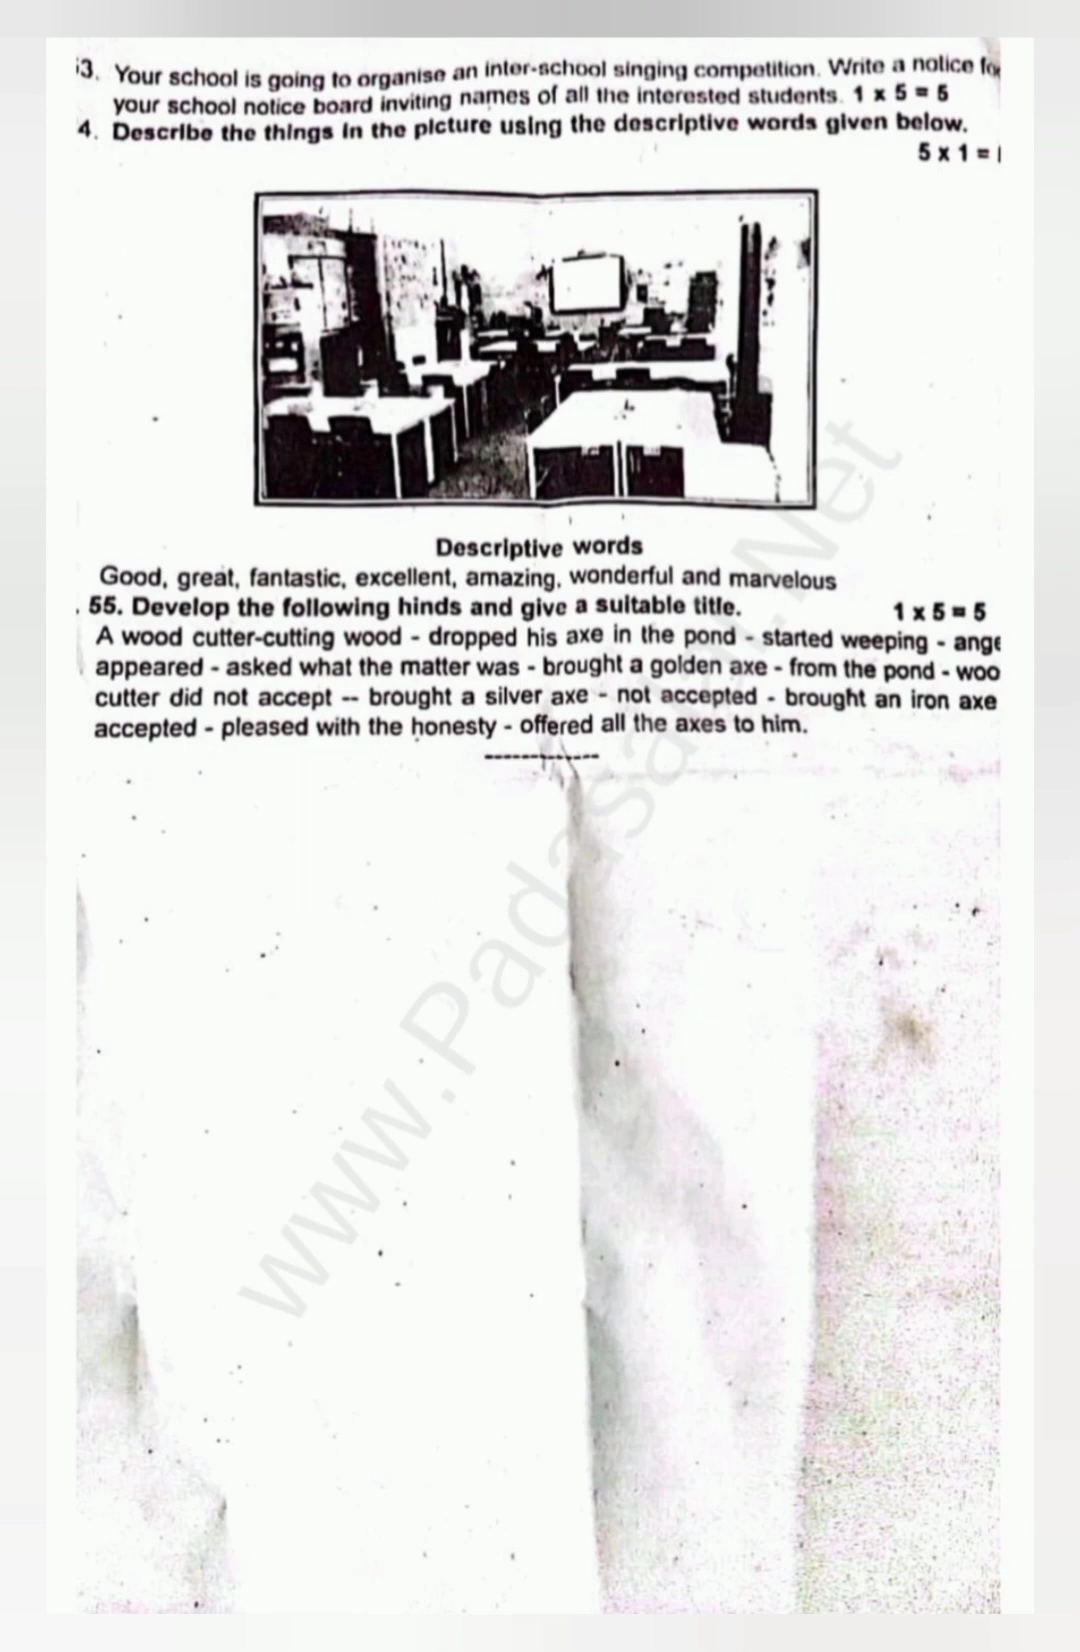 53. Your school is going to organise an inter-school singing competition. Write a notice for
your school notice board inviting names of all the interested students. 1 x 5 = 5
4. Describe the things in the picture using the descriptive words given below.
5 x 1 =
Descriptive words
Good, great, fantastic, excellent, amazing, wonderful and marvelous
. 55. Develop the following hinds and give a suitable title. 1 x 5 = 5
A wood cutter-cutting wood - dropped his axe in the pond - started weeping - ange
appeared - asked what the matter was - brought a golden axe - from the pond - woo
cutter did not accept -- brought a silver axe - not accepted - brought an iron axe
accepted - pleased with the honesty - offered all the axes to him.
-------------
www.Padasalai.Net